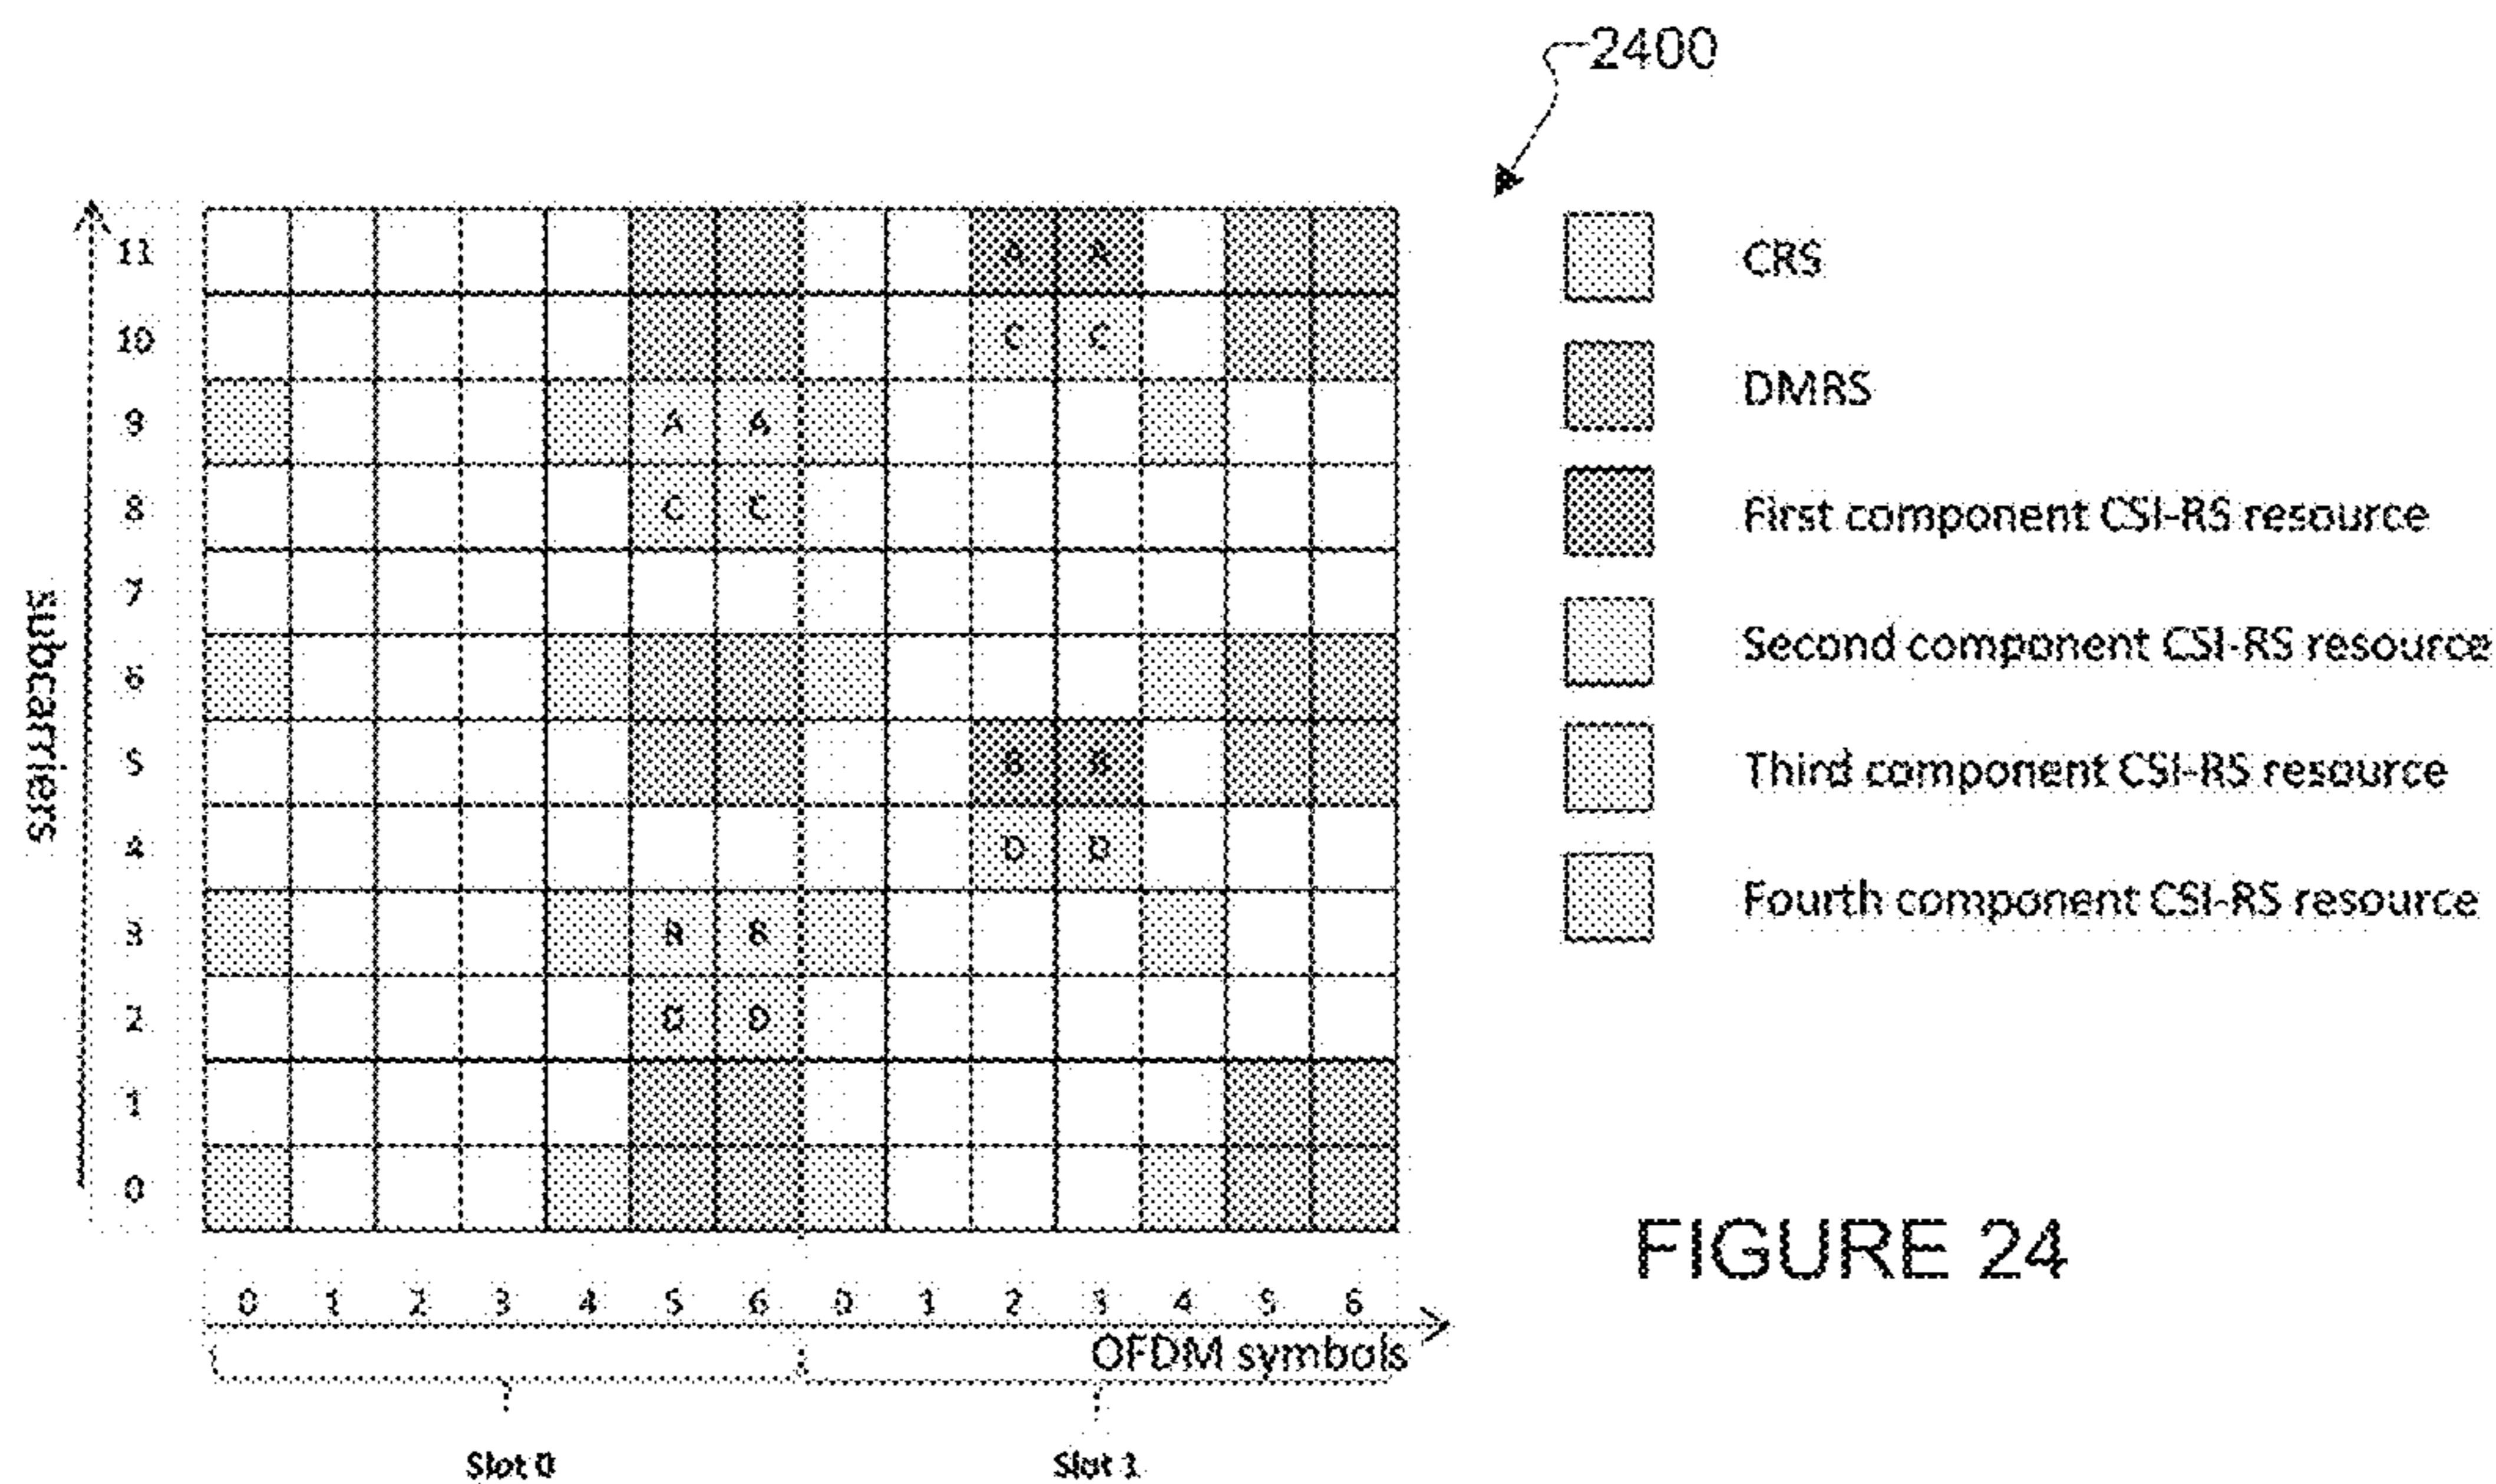 2400
11 A A
10 C C
9 A A
8 C C
7
6
5 B B
4 D D
3 B B
2 D D
1
0
subcarriers
0 1 2 3 4 5 6 0 1 2 3 4 5 6
OFDM symbols
Slot 0 Slot 1
CRS
DMRS
First component CSI-RS resource
Second component CSI-RS resource
Third component CSI-RS resource
Fourth component CSI-RS resource
FIGURE 24